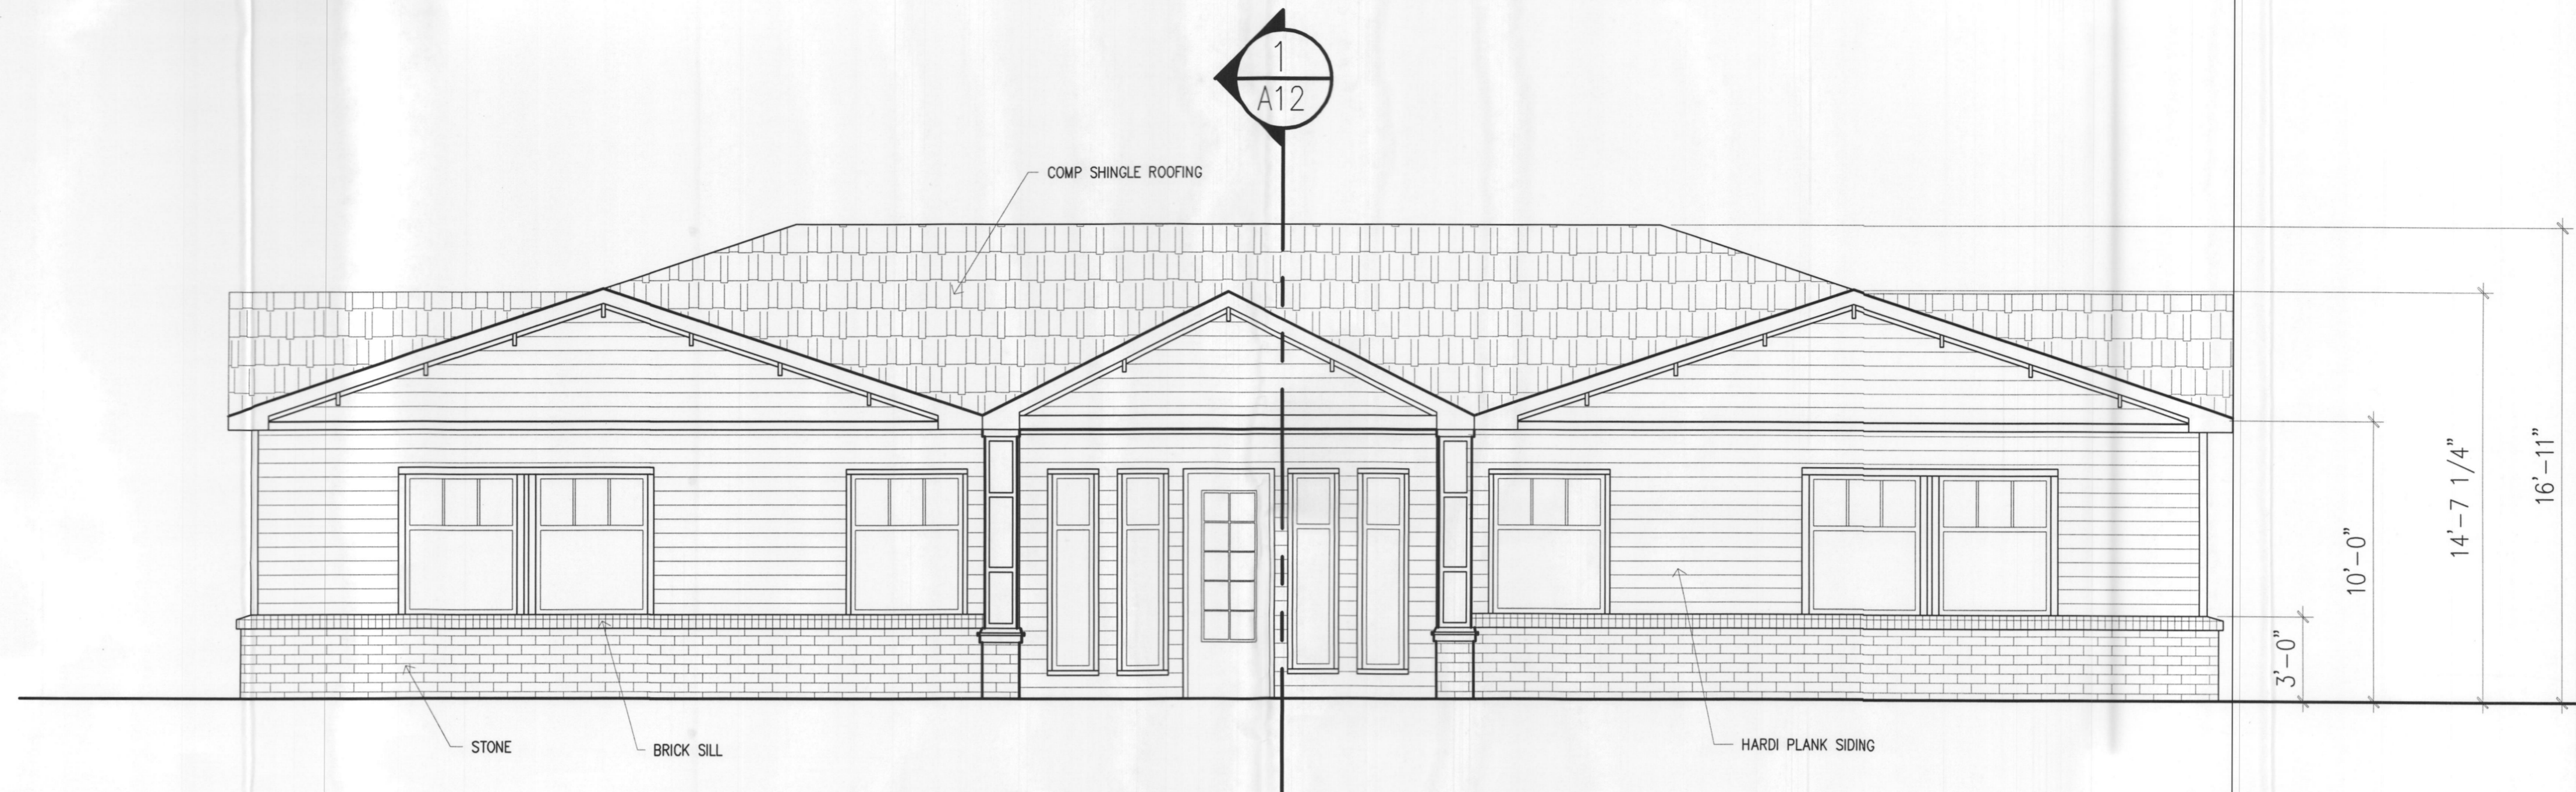 1
A12
COMP SHINGLE ROOFING
16'-11"
14'-7 1/4"
10'-0"
3'-0"
STONE
BRICK SILL
HARDI PLANK SIDING